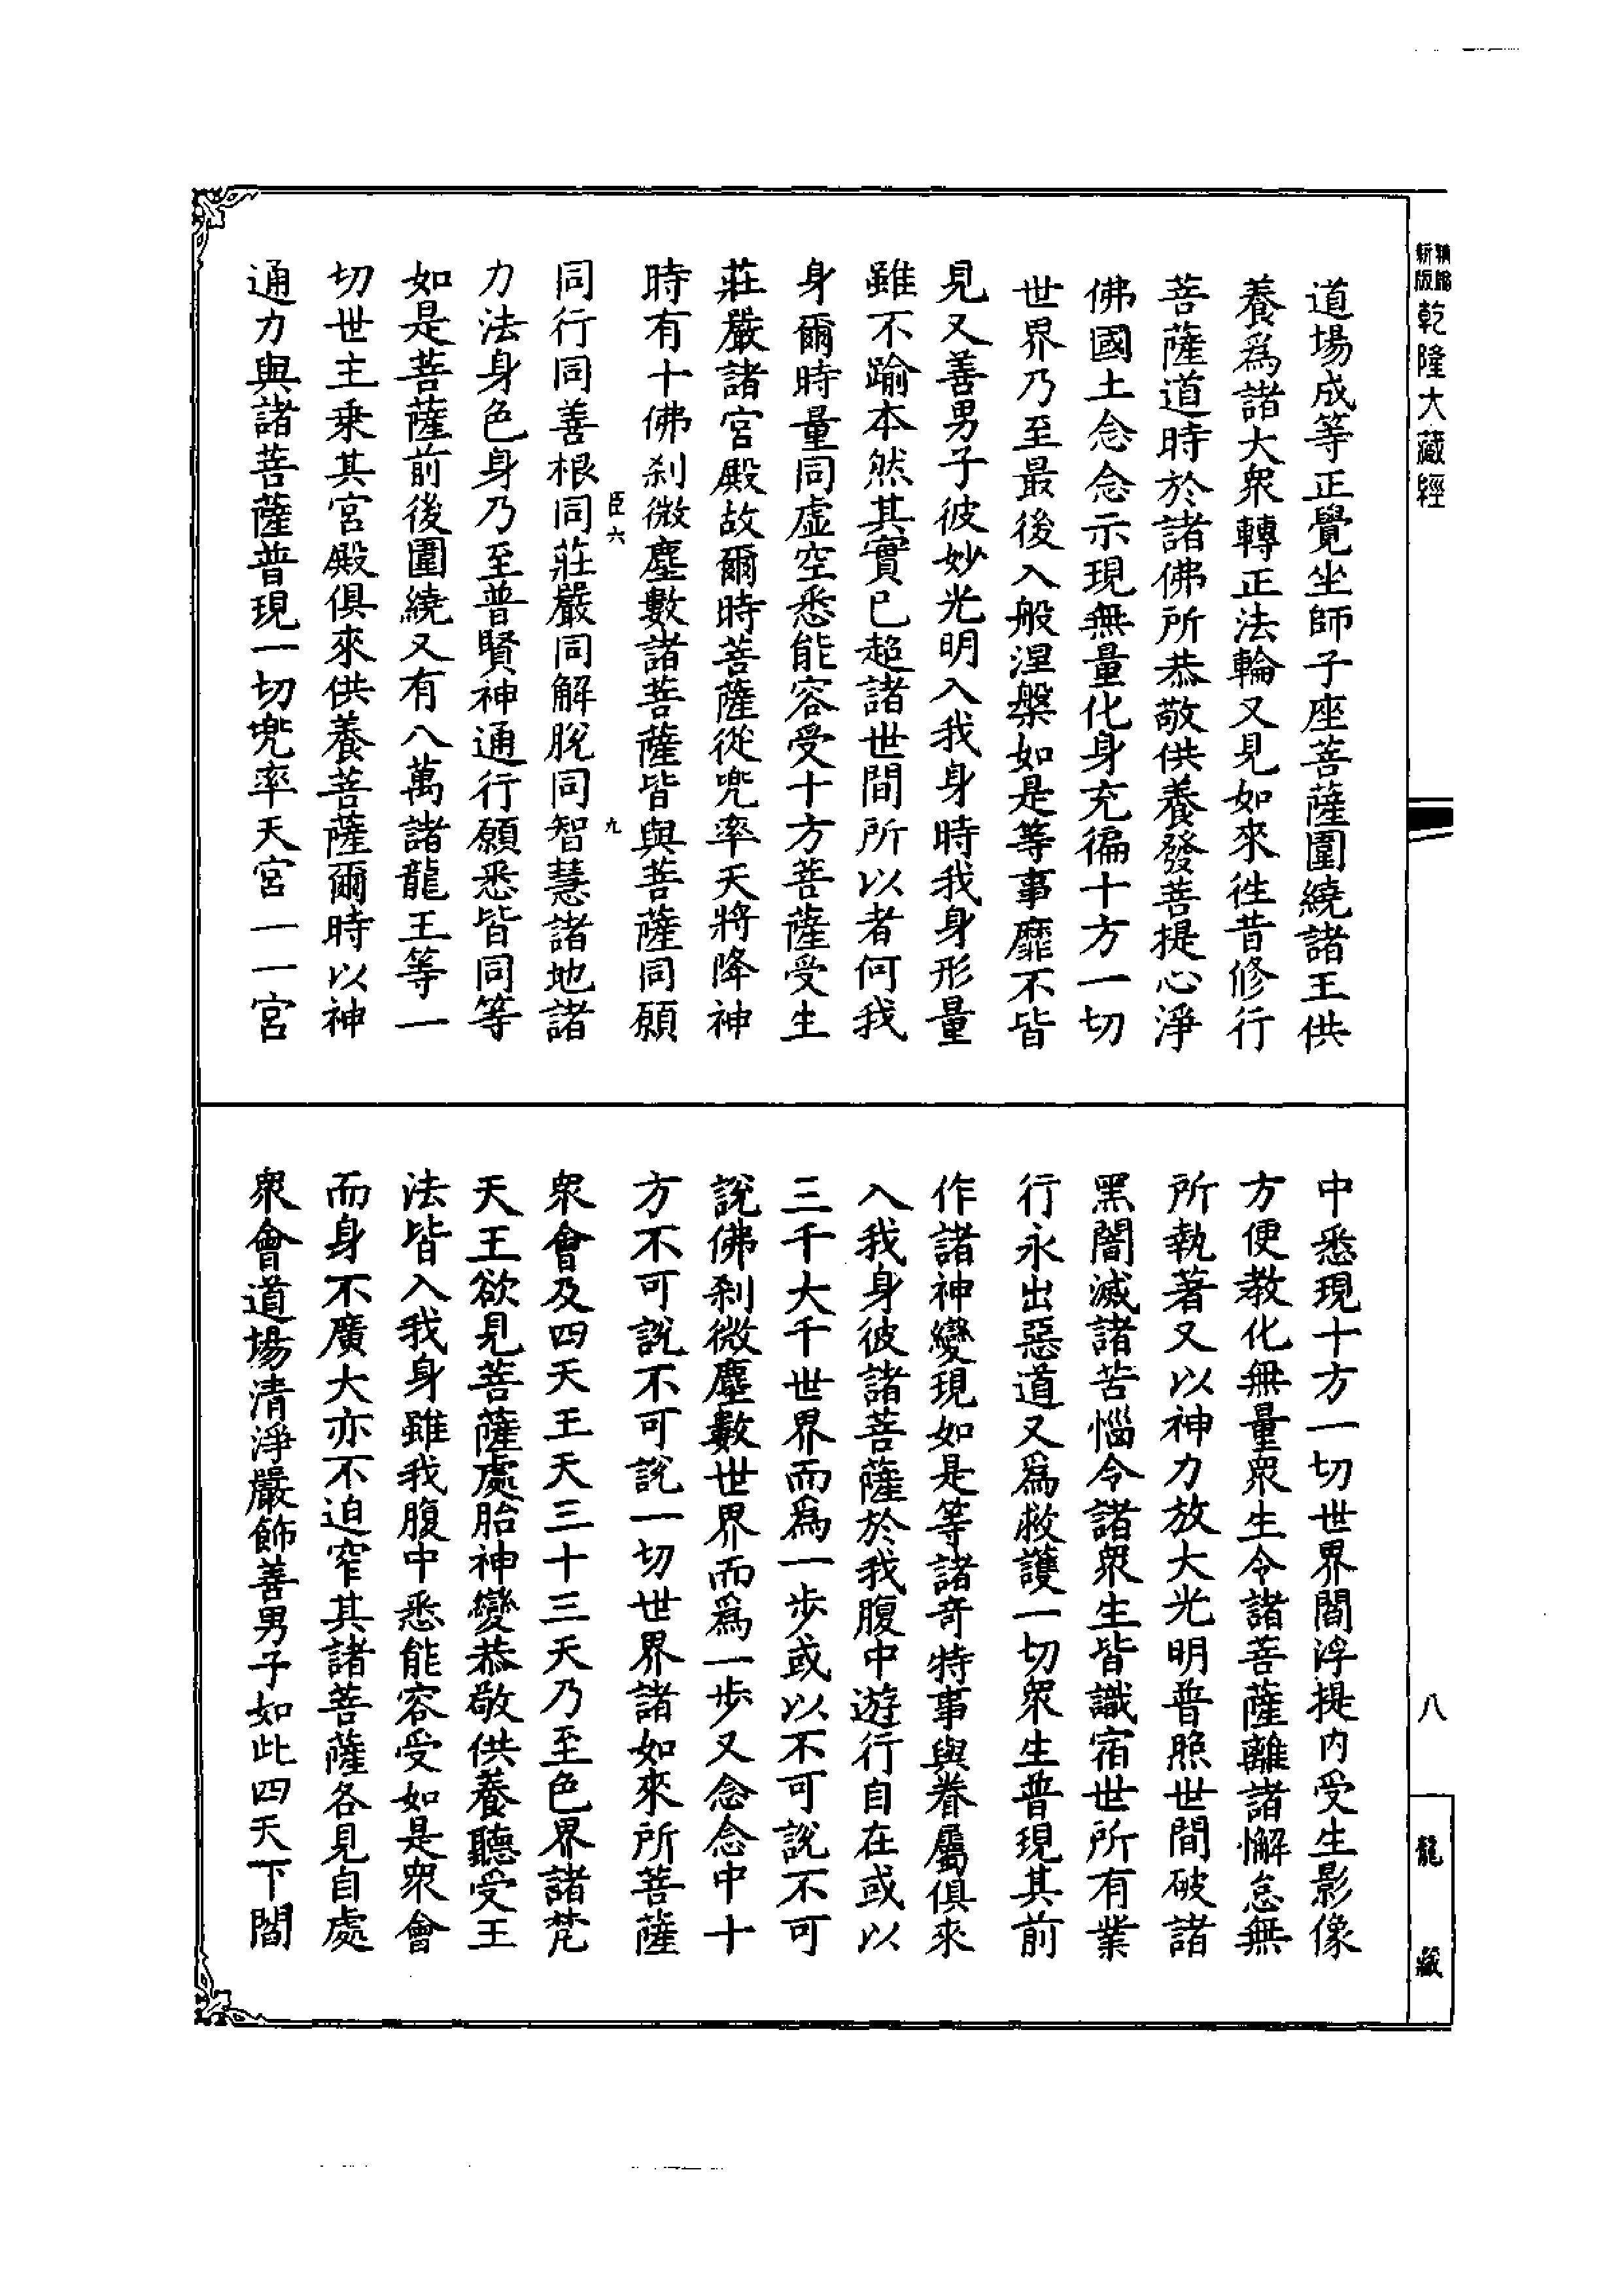 乾隆大藏經
道場成等正覺坐師子座菩薩圍繞諸王供
養爲諸大衆轉正法輪又見如來徃昔修行
菩薩道時於諸佛所恭敬供養發菩提心淨
佛國土念念示現無量化身充徧十方一切
世界乃至最後入般涅槃如是等事靡不皆
見又善男子彼妙光明入我身時我身形量
雖不踰本然其實已超諸世間所以者何我
身爾時量同虛空悉能容受十方菩薩受生
莊嚴諸宮殿故爾時菩薩從兜率天將降神
時有十佛刹微塵數諸菩薩皆與菩薩同願
臣六 九
同行同善根同莊嚴同解脫同智慧諸地諸
力法身色身乃至普賢神通行願悉皆同等
如是菩薩前後圍繞又有八萬諸龍王等一
切世主乘其宮殿俱來供養菩薩爾時以神
通力與諸菩薩普現一切兜率天宮一一宮
中悉現十方一切世界閻浮提內受生影像
方便教化無量衆生令諸菩薩離諸懈怠無
所執著又以神力放大光明普照世間破諸
黑闇滅諸苦惱令諸衆生皆識宿世所有業
行永出惡道又爲救護一切衆生普現其前
作諸神變現如是等諸奇特事與眷屬俱來
入我身彼諸菩薩於我腹中遊行自在或以
三千大千世界而爲一步或以不可說不可
說佛刹微塵數世界而爲一步又念念中十
方不可說不可說一切世界諸如來所菩薩
衆會及四天王天三十三天乃至色界諸梵
天王欲見菩薩處胎神變恭敬供養聽受正
法皆入我身雖我腹中悉能容受如是衆會
而身不廣大亦不迫窄其諸菩薩各見自處
衆會道場清淨嚴飾善男子如此四天下閻
八
龍藏